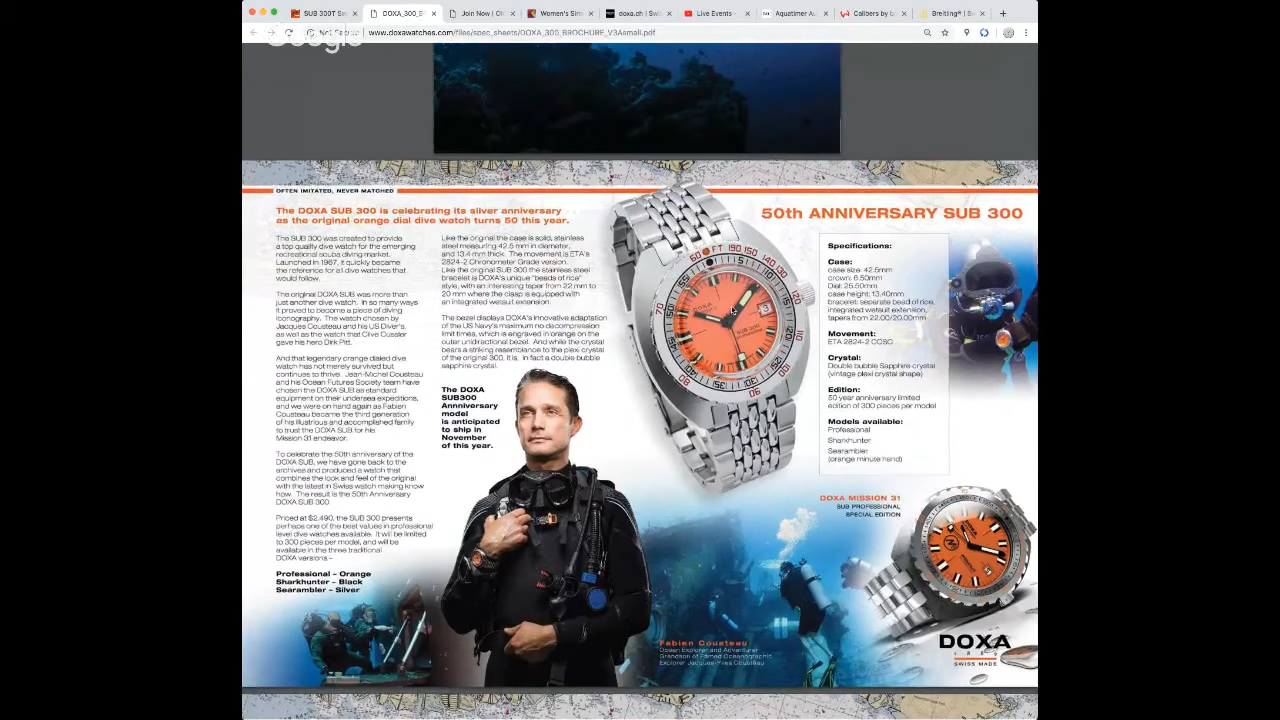 SUB 300T Se
DOXA_300_B
Join Now | Ch
Women's Sin
doxa.ch | Swi
Live Events -
Aquatimer Au
Calibers by b
Breitling® | S
Not Secure
www.doxawatches.com/files/spec_sheets/DOXA_300_BROCHURE_V3Asmall.pdf
Google
OFTEN IMITATED, NEVER MATCHED
The DOXA SUB 300 is celebrating its silver anniversary
as the original orange dial dive watch turns 50 this year.
The SUB 300 was created to provide
a top quality dive watch for the emerging
recreational scuba diving market.
Launched in 1967, it quickly became
the reference for all dive watches that
would follow.
The original DOXA SUB was more than
just another dive watch. In so many ways
it proved to become a piece of diving
iconography. The watch chosen by
Jacques Cousteau and his US Diver's,
as well as the watch that Clive Cussler
gave his hero Dirk Pitt.
And that legendary orange dialed dive
watch has not merely survived but
continues to thrive. Jean-Michel Cousteau
and his Ocean Futures Society team have
chosen the DOXA SUB as standard
equipment on their undersea expeditions,
and we were on hand again as Fabien
Cousteau became the third generation
of his illustrious and accomplished family
to trust the DOXA SUB for his
Mission 31 endeavor.
To celebrate the 50th anniversary of the
DOXA SUB, we have gone back to the
archives and produced a watch that
combines the look and feel of the original
with the latest in Swiss watch making know
how. The result is the 50th Anniversary
DOXA SUB 300
Priced at $2,490, the SUB 300 presents
perhaps one of the best values in professional
level dive watches available. It will be limited
to 300 pieces per model, and will be
available in the three traditional
DOXA versions –
Professional – Orange
Sharkhunter – Black
Searambler – Silver
Like the original the case is solid, stainless
steel measuring 42.5 mm in diameter,
and 13.4 mm thick. The movement is ETA's
2824-2 Chronometer Grade version.
Like the original SUB 300 the stainless steel
bracelet is DOXA's unique "beads of rice"
style, with an interesting taper from 22 mm to
20 mm where the clasp is equipped with
an integrated wetsuit extension.
The bezel displays DOXA's innovative adaptation
of the US Navy's maximum no decompression
limit times, which is engraved in orange on the
outer unidirectional bezel. And while the crystal
bears a striking resemblance to the plexi crystal
of the original 300, it is, in fact a double bubble
sapphire crystal.
The DOXA
SUB300
Annniversary
model
is anticipated
to ship in
November
of this year.
60 FT 190 150 140 130
DOXA
SUB 300
50th ANNIVERSARY SUB 300
Specifications:
Case:
case size: 42.5mm
crown: 6.50mm
Dial: 25.50mm
case height: 13.40mm
bracelet: separate bead of rice,
integrated wetsuit extension,
tapers from 22.00/20.00mm
Movement:
ETA 2824-2 COSC
Crystal:
Double bubble Sapphire crystal
(vintage plexi crystal shape)
Edition:
50 year anniversary limited
edition of 300 pieces per model
Models available:
Professional
Sharkhunter
Searambler
(orange minute hand)
DOXA MISSION 31
SUB PROFESSIONAL
SPECIAL EDITION
Fabien Cousteau
Ocean Explorer and Adventurer
Grandson of Famed Oceanographic
Explorer Jacques-Yves Cousteau
DOXA
1889
SWISS MADE